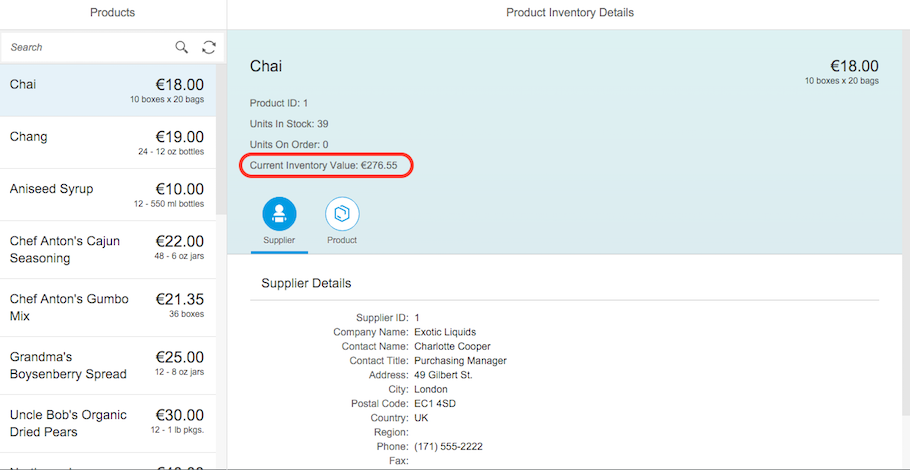 Products
Search
Chai €18.00
10 boxes x 20 bags
Chang €19.00
24 - 12 oz bottles
Aniseed Syrup €10.00
12 - 550 ml bottles
Chef Anton's Cajun €22.00
Seasoning 48 - 6 oz jars
Chef Anton's Gumbo €21.35
Mix 36 boxes
Grandma's €25.00
Boysenberry Spread 12 - 8 oz jars
Uncle Bob's Organic €30.00
Dried Pears 12 - 1 lb pkgs.
Product Inventory Details
Chai €18.00
10 boxes x 20 bags
Product ID: 1
Units In Stock: 39
Units On Order: 0
Current Inventory Value: €276.55
Supplier Product
Supplier Details
Supplier ID: 1
Company Name: Exotic Liquids
Contact Name: Charlotte Cooper
Contact Title: Purchasing Manager
Address: 49 Gilbert St.
City: London
Postal Code: EC1 4SD
Country: UK
Region:
Phone: (171) 555-2222
Fax: